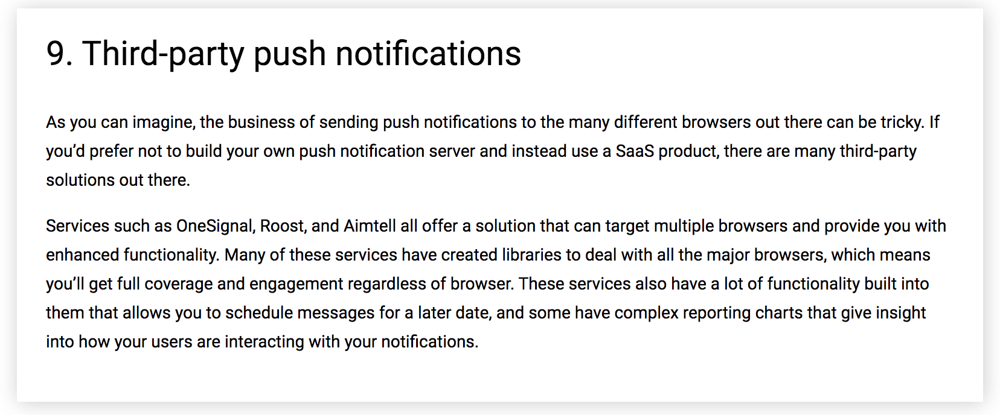 9. Third-party push notifications
As you can imagine, the business of sending push notifications to the many different browsers out there can be tricky. If
you’d prefer not to build your own push notification server and instead use a SaaS product, there are many third-party
solutions out there.
Services such as OneSignal, Roost, and Aimtell all offer a solution that can target multiple browsers and provide you with
enhanced functionality. Many of these services have created libraries to deal with all the major browsers, which means
you’ll get full coverage and engagement regardless of browser. These services also have a lot of functionality built into
them that allows you to schedule messages for a later date, and some have complex reporting charts that give insight
into how your users are interacting with your notifications.